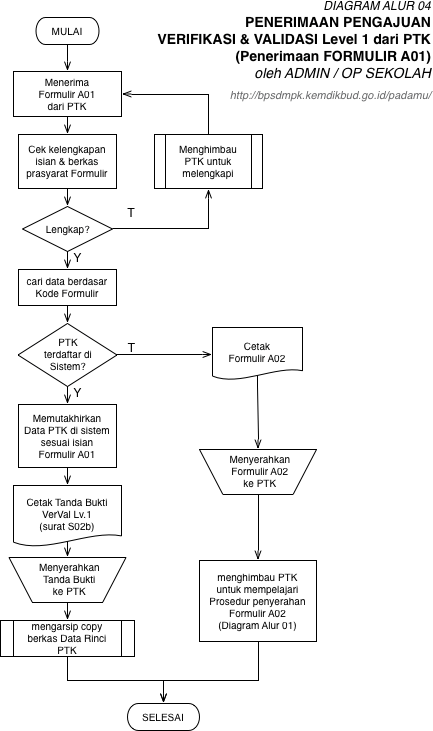 DIAGRAM ALUR 04
PENERIMAAN PENGAJUAN
VERIFIKASI & VALIDASI Level 1 dari PTK
(Penerimaan FORMULIR A01)
oleh ADMIN / OP SEKOLAH
http://bpsdmpk.kemdikbud.go.id/padamu/
MULAI
Menerima
Formulir A01
dari PTK
Cek kelengkapan
isian & berkas
prasyarat Formulir
Menghimbau
PTK untuk
melengkapi
Lengkap?
T
Y
cari data berdasar
Kode Formulir
PTK
terdaftar di
Sistem?
T
Y
Cetak
Formulir A02
Memutakhirkan
Data PTK di sistem
sesuai isian
Formulir A01
Menyerahkan
Formulir A02
ke PTK
Cetak Tanda Bukti
VerVal Lv.1
(surat S02b)
Menyerahkan
Tanda Bukti
ke PTK
menghimbau PTK
untuk mempelajari
Prosedur penyerahan
Formulir A02
(Diagram Alur 01)
mengarsip copy
berkas Data Rinci
PTK
SELESAI